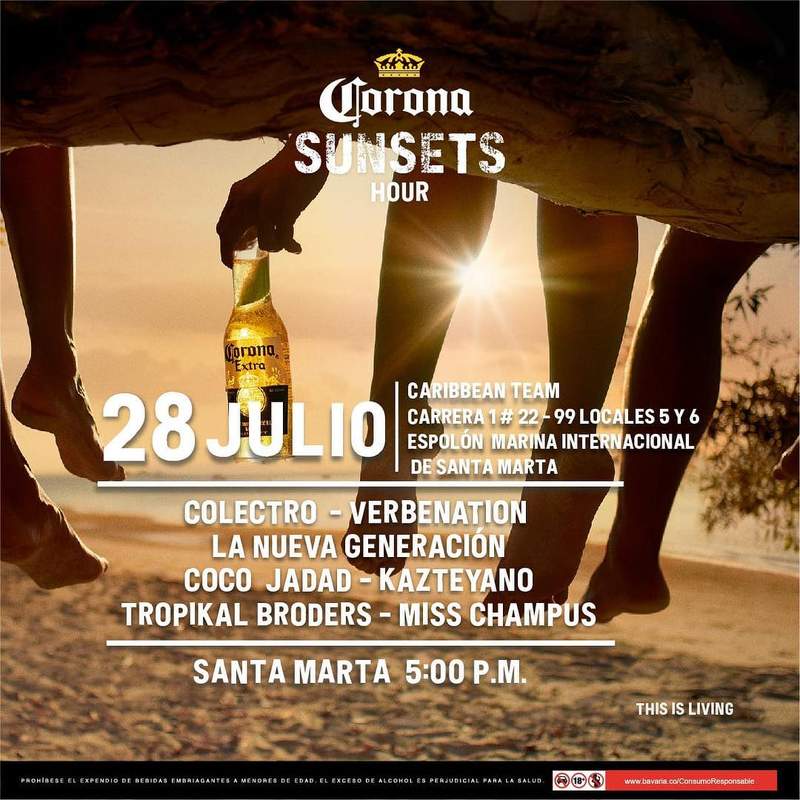 Corona
SUNSETS
HOUR
Corona
Extra
28 JULIO
CARIBBEAN TEAM
CARRERA 1 # 22 - 99 LOCALES 5 Y 6
ESPOLÓN MARINA INTERNACIONAL
DE SANTA MARTA
COLECTRO - VERBENATION
LA NUEVA GENERACIÓN
COCO JADAD - KAZTEYANO
TROPIKAL BRODERS - MISS CHAMPUS
SANTA MARTA 5:00 P.M.
THIS IS LIVING
PROHÍBESE EL EXPENDIO DE BEBIDAS EMBRIAGANTES A MENORES DE EDAD. EL EXCESO DE ALCOHOL ES PERJUDICIAL PARA LA SALUD. 18+ www.bavaria.co/ConsumoResponsable